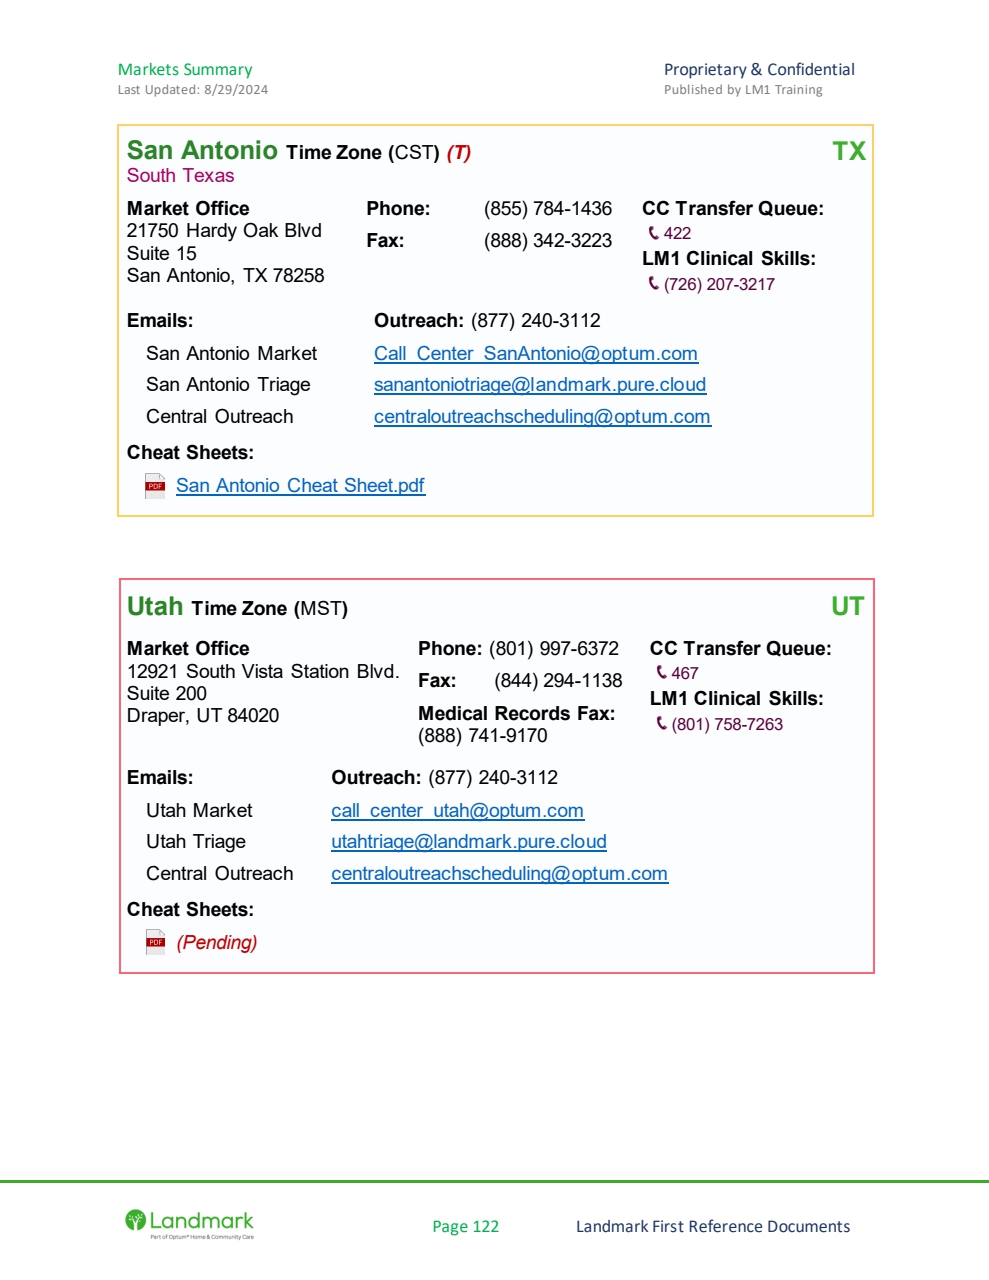 Markets Summary
Proprietary & Confidential
Last Updated: 8/29/2024
Published by LM1 Training
San Antonio Time Zone (CST) (T)
TX
South Texas
Market Office
21750 Hardy Oak Blvd
Suite 15
San Antonio, TX 78258
Phone: (855) 784-1436
Fax: (888) 342-3223
CC Transfer Queue:
422
LM1 Clinical Skills:
(726) 207-3217
Emails:
Outreach: (877) 240-3112
San Antonio Market Call_Center_SanAntonio@optum.com
San Antonio Triage sanantoniotriage@landmark.pure.cloud
Central Outreach centraloutreachscheduling@optum.com
Cheat Sheets:
PDF San Antonio Cheat Sheet.pdf
Utah Time Zone (MST)
UT
Market Office
12921 South Vista Station Blvd.
Suite 200
Draper, UT 84020
Phone: (801) 997-6372
Fax: (844) 294-1138
Medical Records Fax:
(888) 741-9170
CC Transfer Queue:
467
LM1 Clinical Skills:
(801) 758-7263
Emails:
Outreach: (877) 240-3112
Utah Market call_center_utah@optum.com
Utah Triage utahtriage@landmark.pure.cloud
Central Outreach centraloutreachscheduling@optum.com
Cheat Sheets:
PDF (Pending)
Landmark
Part of Optum® Home & Community Care
Page 122
Landmark First Reference Documents